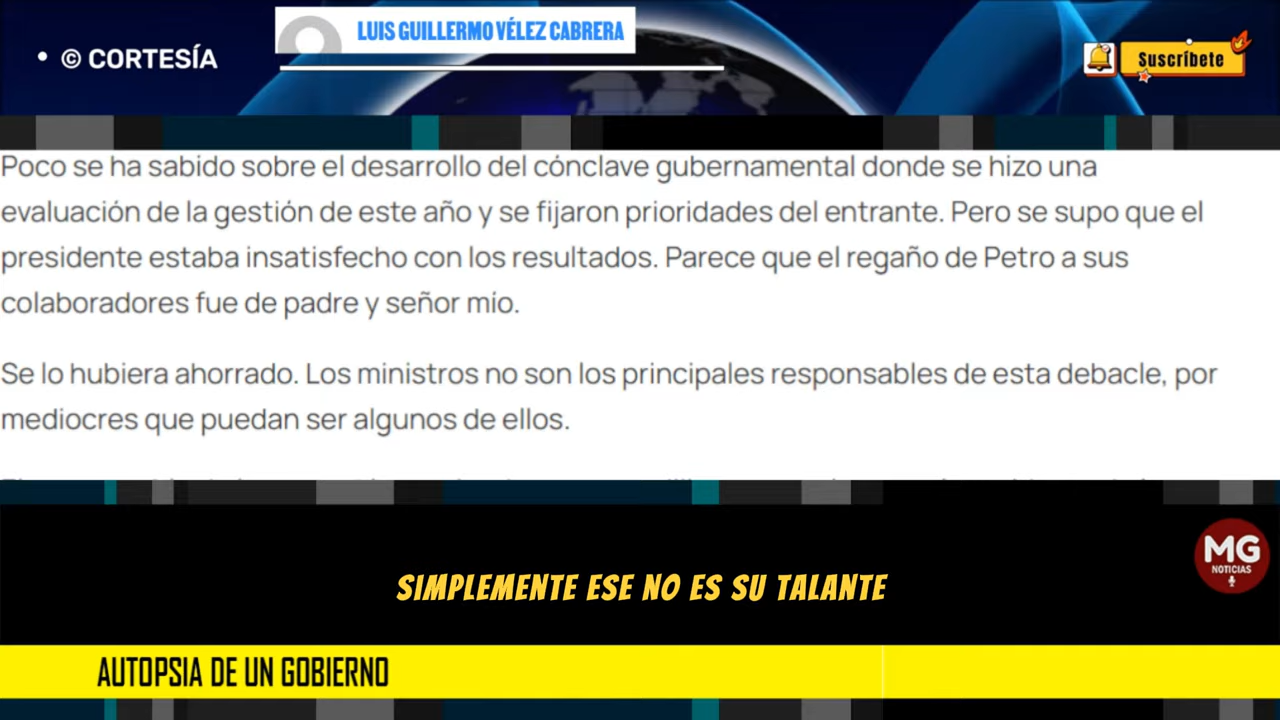 LUIS GUILLERMO VÉLEZ CABRERA
• © CORTESÍA
Suscríbete
Poco se ha sabido sobre el desarrollo del cónclave gubernamental donde se hizo una
evaluación de la gestión de este año y se fijaron prioridades del entrante. Pero se supo que el
presidente estaba insatisfecho con los resultados. Parece que el regaño de Petro a sus
colaboradores fue de padre y señor mío.
Se lo hubiera ahorrado. Los ministros no son los principales responsables de esta debacle, por
mediocres que puedan ser algunos de ellos.
MG
NOTICIAS
SIMPLEMENTE ESE NO ES SU TALANTE
AUTOPSIA DE UN GOBIERNO